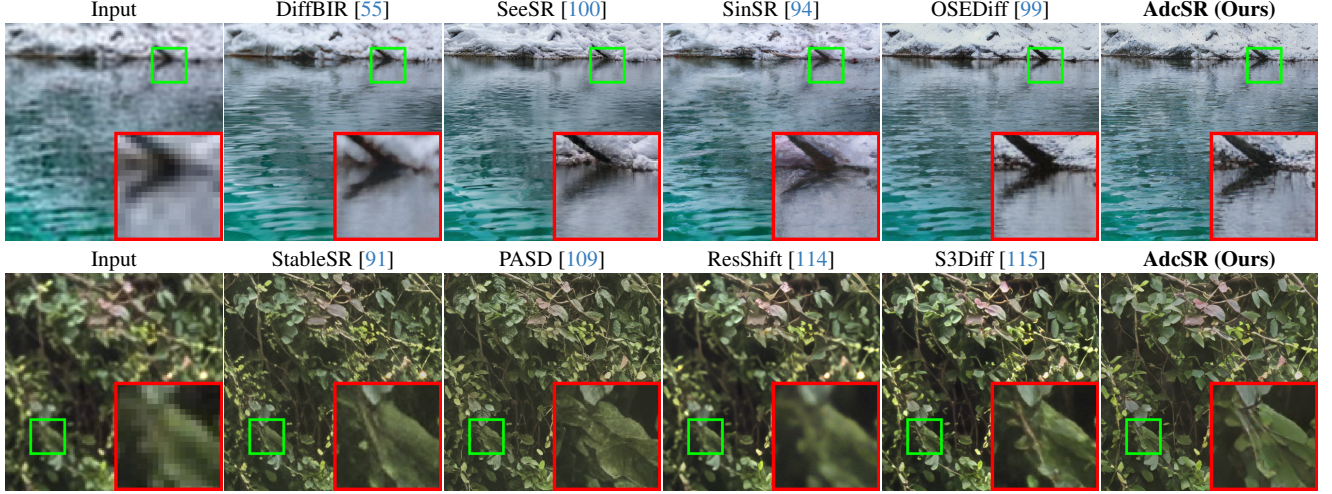 Input DiffBIR [55] SeeSR [100] SinSR [94] OSEDiff [99] AdcSR (Ours)
Input StableSR [91] PASD [109] ResShift [114] S3Diff [115] AdcSR (Ours)